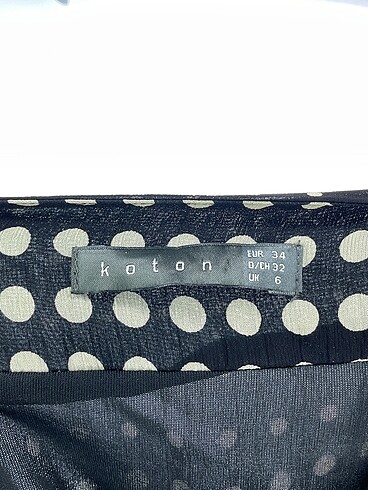 koton
EUR 34
D/CH 32
UK 6